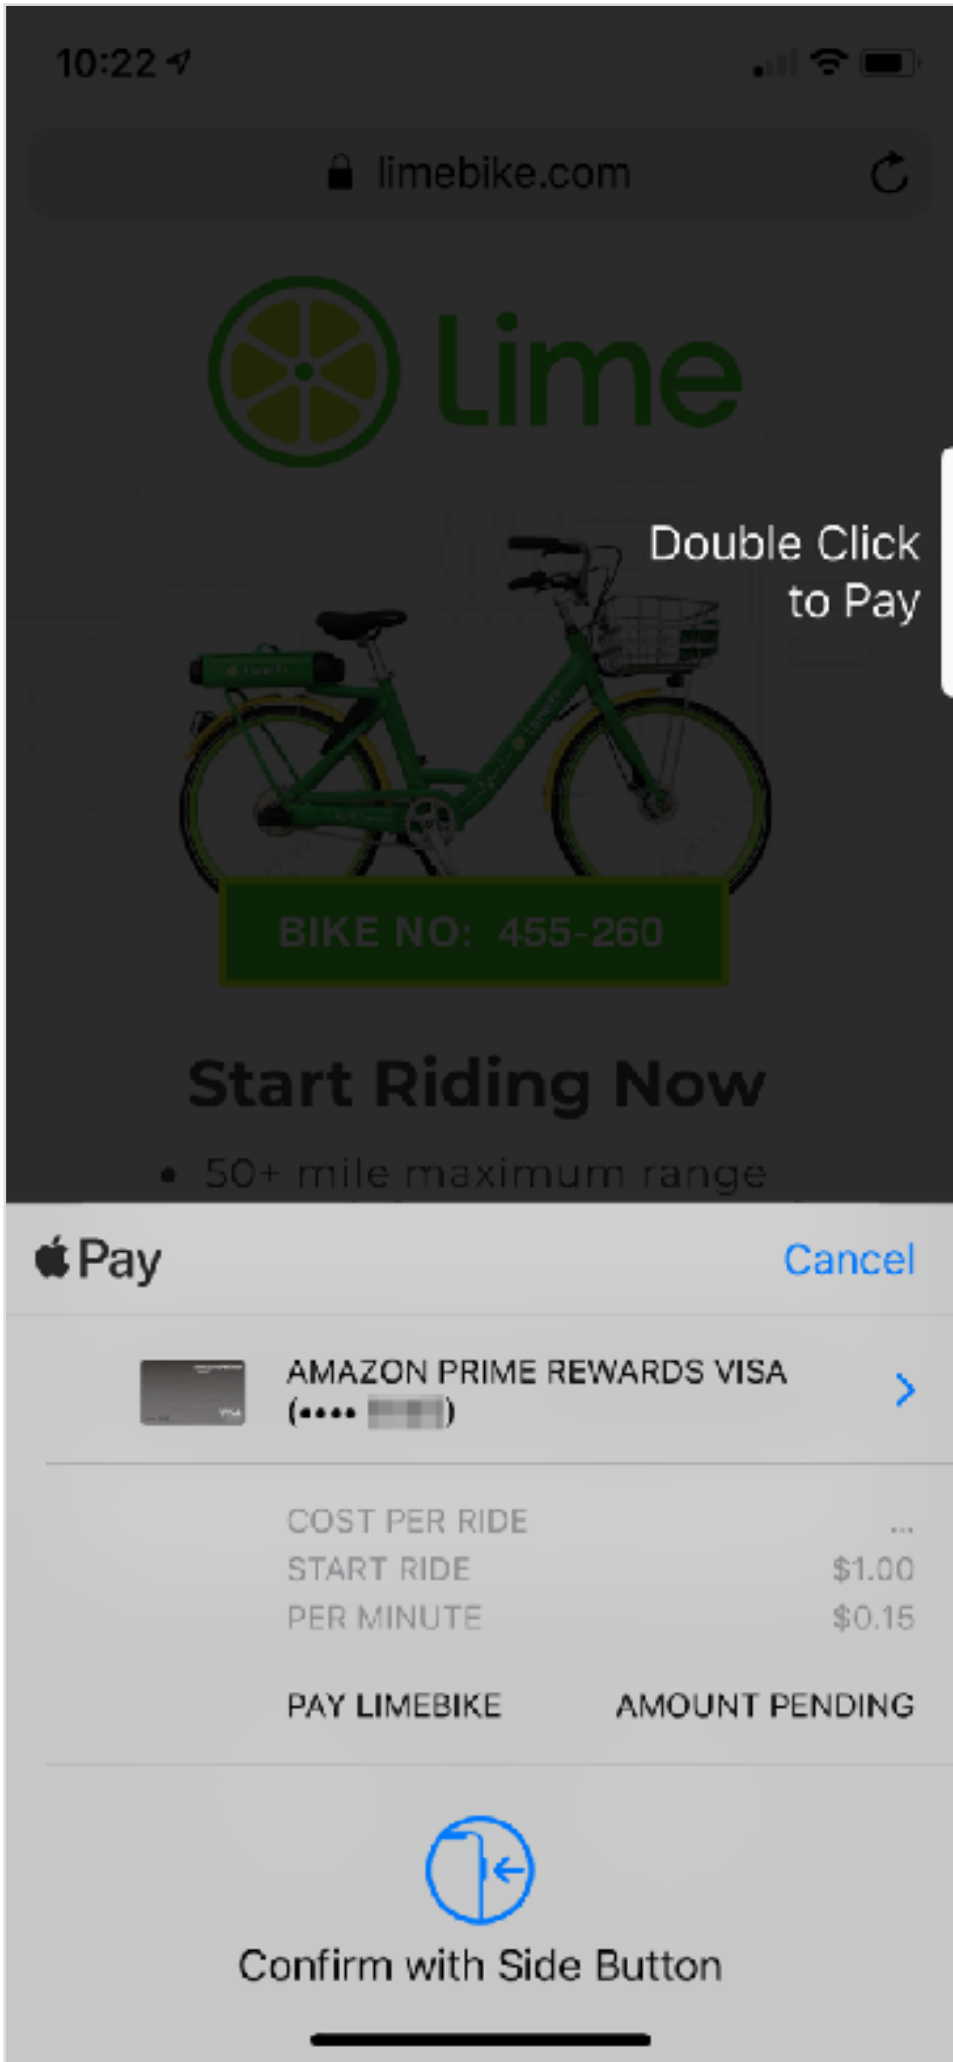 10:22
limebike.com
Lime
Double Click
to Pay
BIKE NO: 455-260
Start Riding Now
• 50+ mile maximum range
Pay
Cancel
AMAZON PRIME REWARDS VISA
(•••• )
COST PER RIDE ...
START RIDE $1.00
PER MINUTE $0.15
PAY LIMEBIKE AMOUNT PENDING
Confirm with Side Button